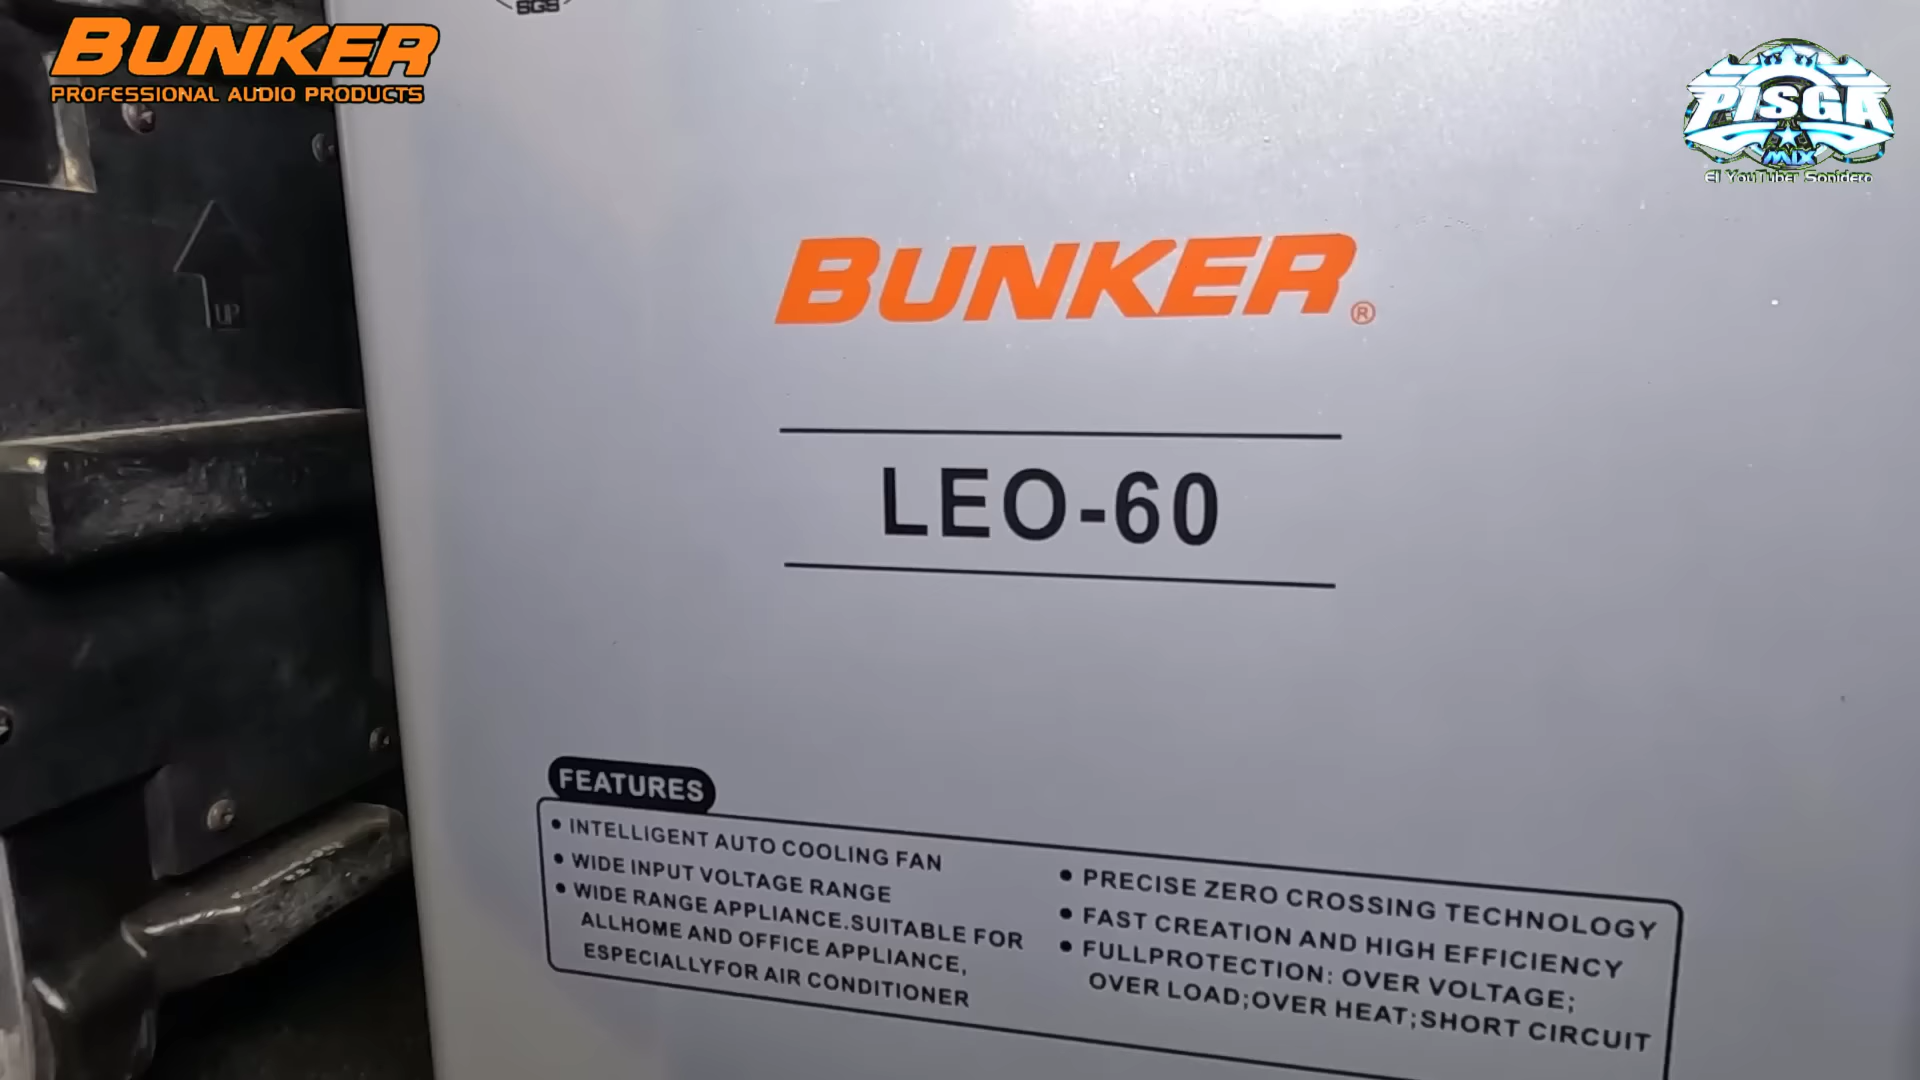 SGS
BUNKER
PROFESSIONAL AUDIO PRODUCTS
PISGA
MIX
El YouTuber Sonidero
UP
BUNKER®
LEO-60
FEATURES
• INTELLIGENT AUTO COOLING FAN
• WIDE INPUT VOLTAGE RANGE
• WIDE RANGE APPLIANCE.SUITABLE FOR
ALLHOME AND OFFICE APPLIANCE,
ESPECIALLYFOR AIR CONDITIONER
• PRECISE ZERO CROSSING TECHNOLOGY
• FAST CREATION AND HIGH EFFICIENCY
• FULLPROTECTION: OVER VOLTAGE;
OVER LOAD;OVER HEAT;SHORT CIRCUIT